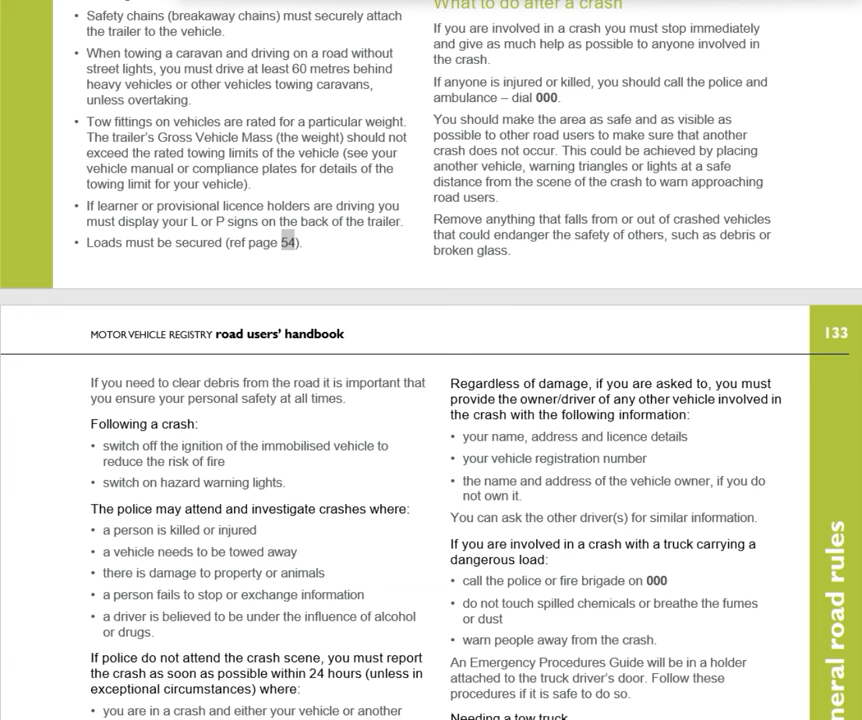 • Safety chains (breakaway chains) must securely attach
the trailer to the vehicle.
• When towing a caravan and driving on a road without
street lights, you must drive at least 60 metres behind
heavy vehicles or other vehicles towing caravans,
unless overtaking.
• Tow fittings on vehicles are rated for a particular weight.
The trailer's Gross Vehicle Mass (the weight) should not
exceed the rated towing limits of the vehicle (see your
vehicle manual or compliance plates for details of the
towing limit for your vehicle).
• If learner or provisional licence holders are driving you
must display your L or P signs on the back of the trailer.
• Loads must be secured (ref page 54).
What to do after a crash
If you are involved in a crash you must stop immediately
and give as much help as possible to anyone involved in
the crash.
If anyone is injured or killed, you should call the police and
ambulance – dial 000.
You should make the area as safe and as visible as
possible to other road users to make sure that another
crash does not occur. This could be achieved by placing
another vehicle, warning triangles or lights at a safe
distance from the scene of the crash to warn approaching
road users.
Remove anything that falls from or out of crashed vehicles
that could endanger the safety of others, such as debris or
broken glass.
MOTOR VEHICLE REGISTRY road users' handbook
133
If you need to clear debris from the road it is important that
you ensure your personal safety at all times.
Following a crash:
• switch off the ignition of the immobilised vehicle to
reduce the risk of fire
• switch on hazard warning lights.
The police may attend and investigate crashes where:
• a person is killed or injured
• a vehicle needs to be towed away
• there is damage to property or animals
• a person fails to stop or exchange information
• a driver is believed to be under the influence of alcohol
or drugs.
If police do not attend the crash scene, you must report
the crash as soon as possible within 24 hours (unless in
exceptional circumstances) where:
• you are in a crash and either your vehicle or another
Regardless of damage, if you are asked to, you must
provide the owner/driver of any other vehicle involved in
the crash with the following information:
• your name, address and licence details
• your vehicle registration number
• the name and address of the vehicle owner, if you do
not own it.
You can ask the other driver(s) for similar information.
If you are involved in a crash with a truck carrying a
dangerous load:
• call the police or fire brigade on 000
• do not touch spilled chemicals or breathe the fumes
or dust
• warn people away from the crash.
An Emergency Procedures Guide will be in a holder
attached to the truck driver's door. Follow these
procedures if it is safe to do so.
Needing a tow truck
neral road rules